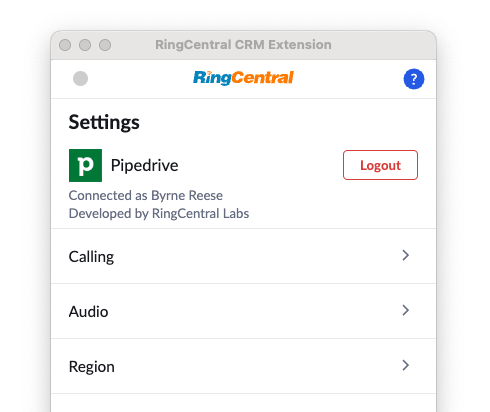 RingCentral CRM Extension
RingCentral
?
Settings
p
Pipedrive
Logout
Connected as Byrne Reese
Developed by RingCentral Labs
Calling
Audio
Region